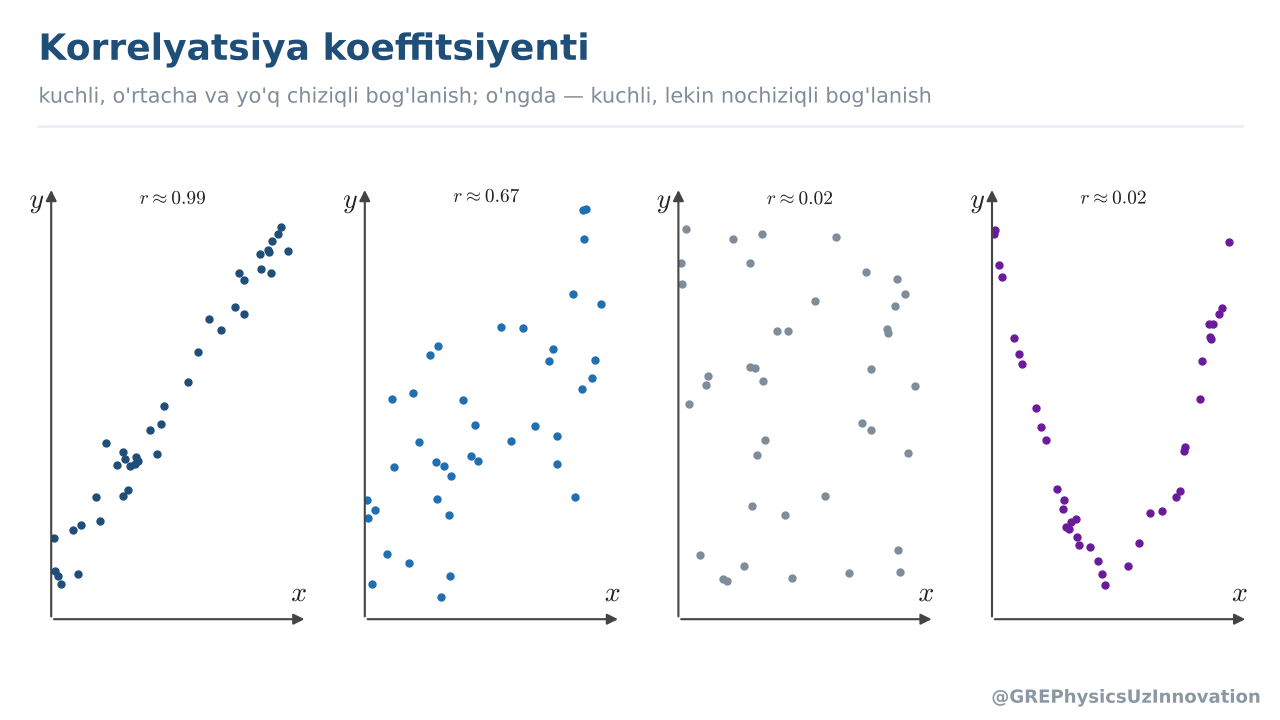 Korrelyatsiya koeffitsiyenti
kuchli, o'rtacha va yo'q chiziqli bog'lanish; o'ngda — kuchli, lekin nochiziqli bog'lanish
y r ≈ 0.99
x
y r ≈ 0.67
x
y r ≈ 0.02
x
y r ≈ 0.02
x
@GREPhysicsUzInnovation